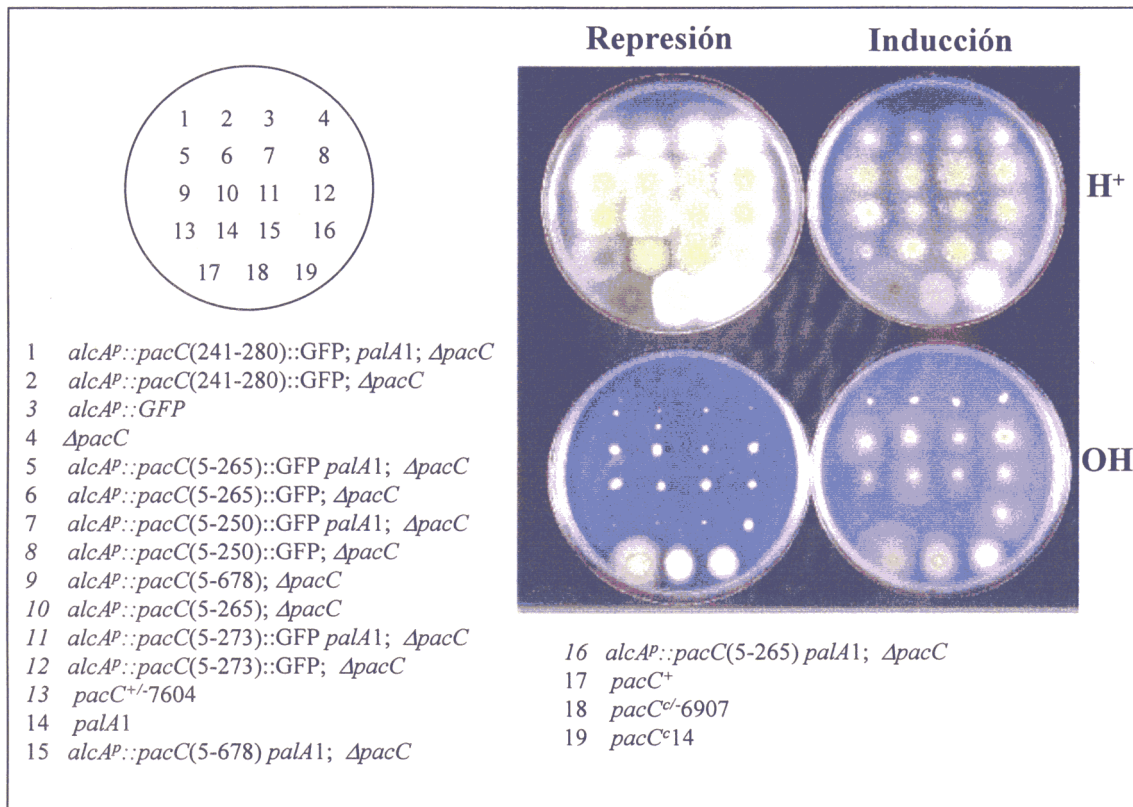 Represión Inducción
1 2 3 4
5 6 7 8
9 10 11 12
13 14 15 16
17 18 19
H+
OH
1 alcAᵖ::pacC(241-280)::GFP; palA1; ΔpacC
2 alcAᵖ::pacC(241-280)::GFP; ΔpacC
3 alcAᵖ::GFP
4 ΔpacC
5 alcAᵖ::pacC(5-265)::GFP palA1; ΔpacC
6 alcAᵖ::pacC(5-265)::GFP; ΔpacC
7 alcAᵖ::pacC(5-250)::GFP palA1; ΔpacC
8 alcAᵖ::pacC(5-250)::GFP; ΔpacC
9 alcAᵖ::pacC(5-678); ΔpacC
10 alcAᵖ::pacC(5-265); ΔpacC
11 alcAᵖ::pacC(5-273)::GFP palA1; ΔpacC
12 alcAᵖ::pacC(5-273)::GFP; ΔpacC
13 pacC⁺/⁻7604
14 palA1
15 alcAᵖ::pacC(5-678) palA1; ΔpacC
16 alcAᵖ::pacC(5-265) palA1; ΔpacC
17 pacC⁺
18 pacCᶜ/⁻6907
19 pacCᶜ14